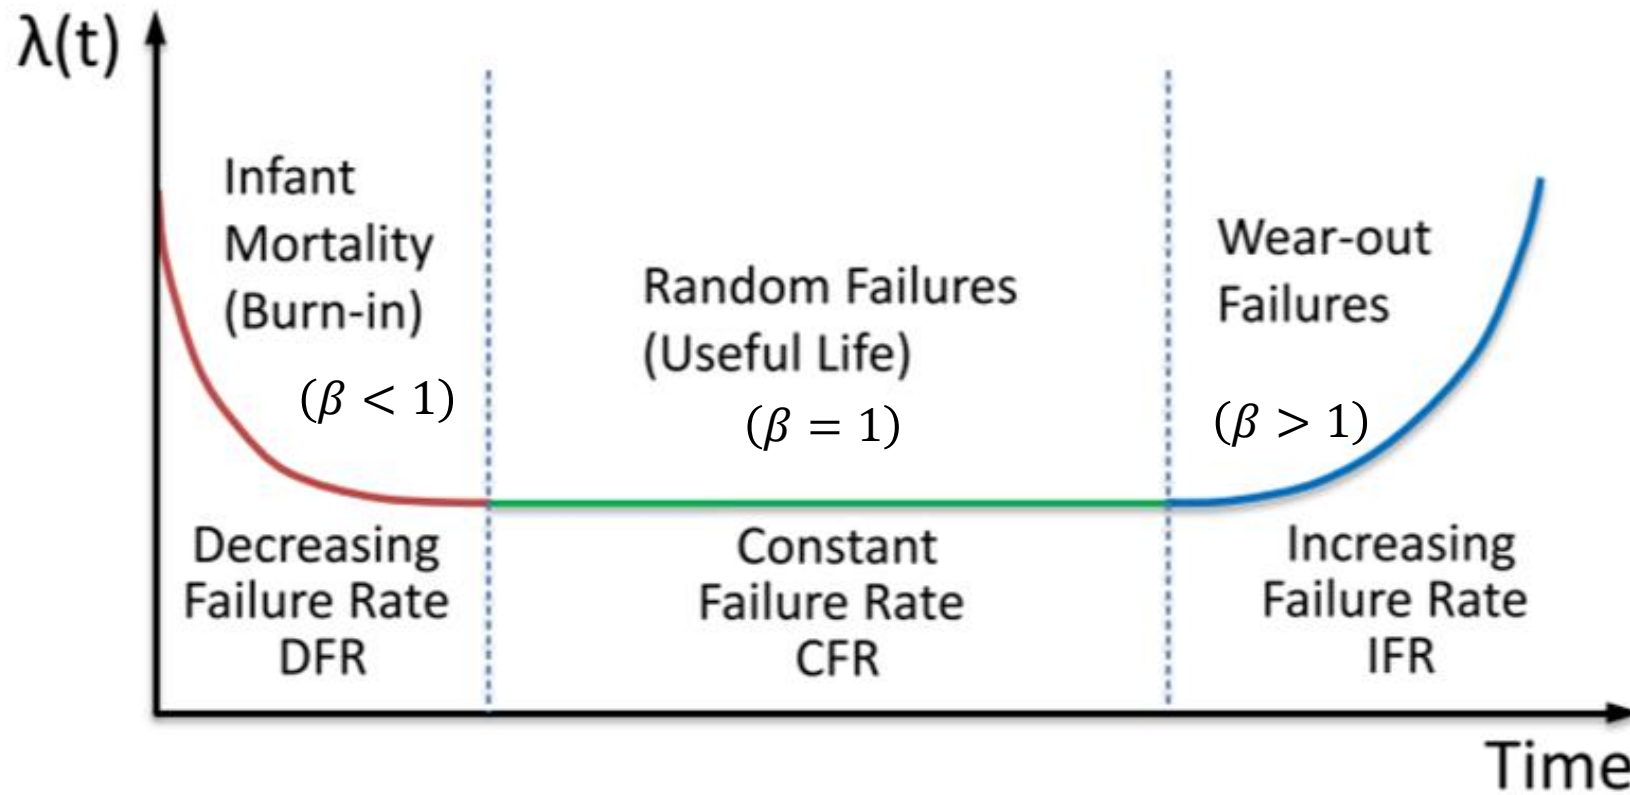 λ(t)
Infant
Mortality
(Burn-in)
(β < 1)
Random Failures
(Useful Life)
(β = 1)
Wear-out
Failures
(β > 1)
Decreasing
Failure Rate
DFR
Constant
Failure Rate
CFR
Increasing
Failure Rate
IFR
Time